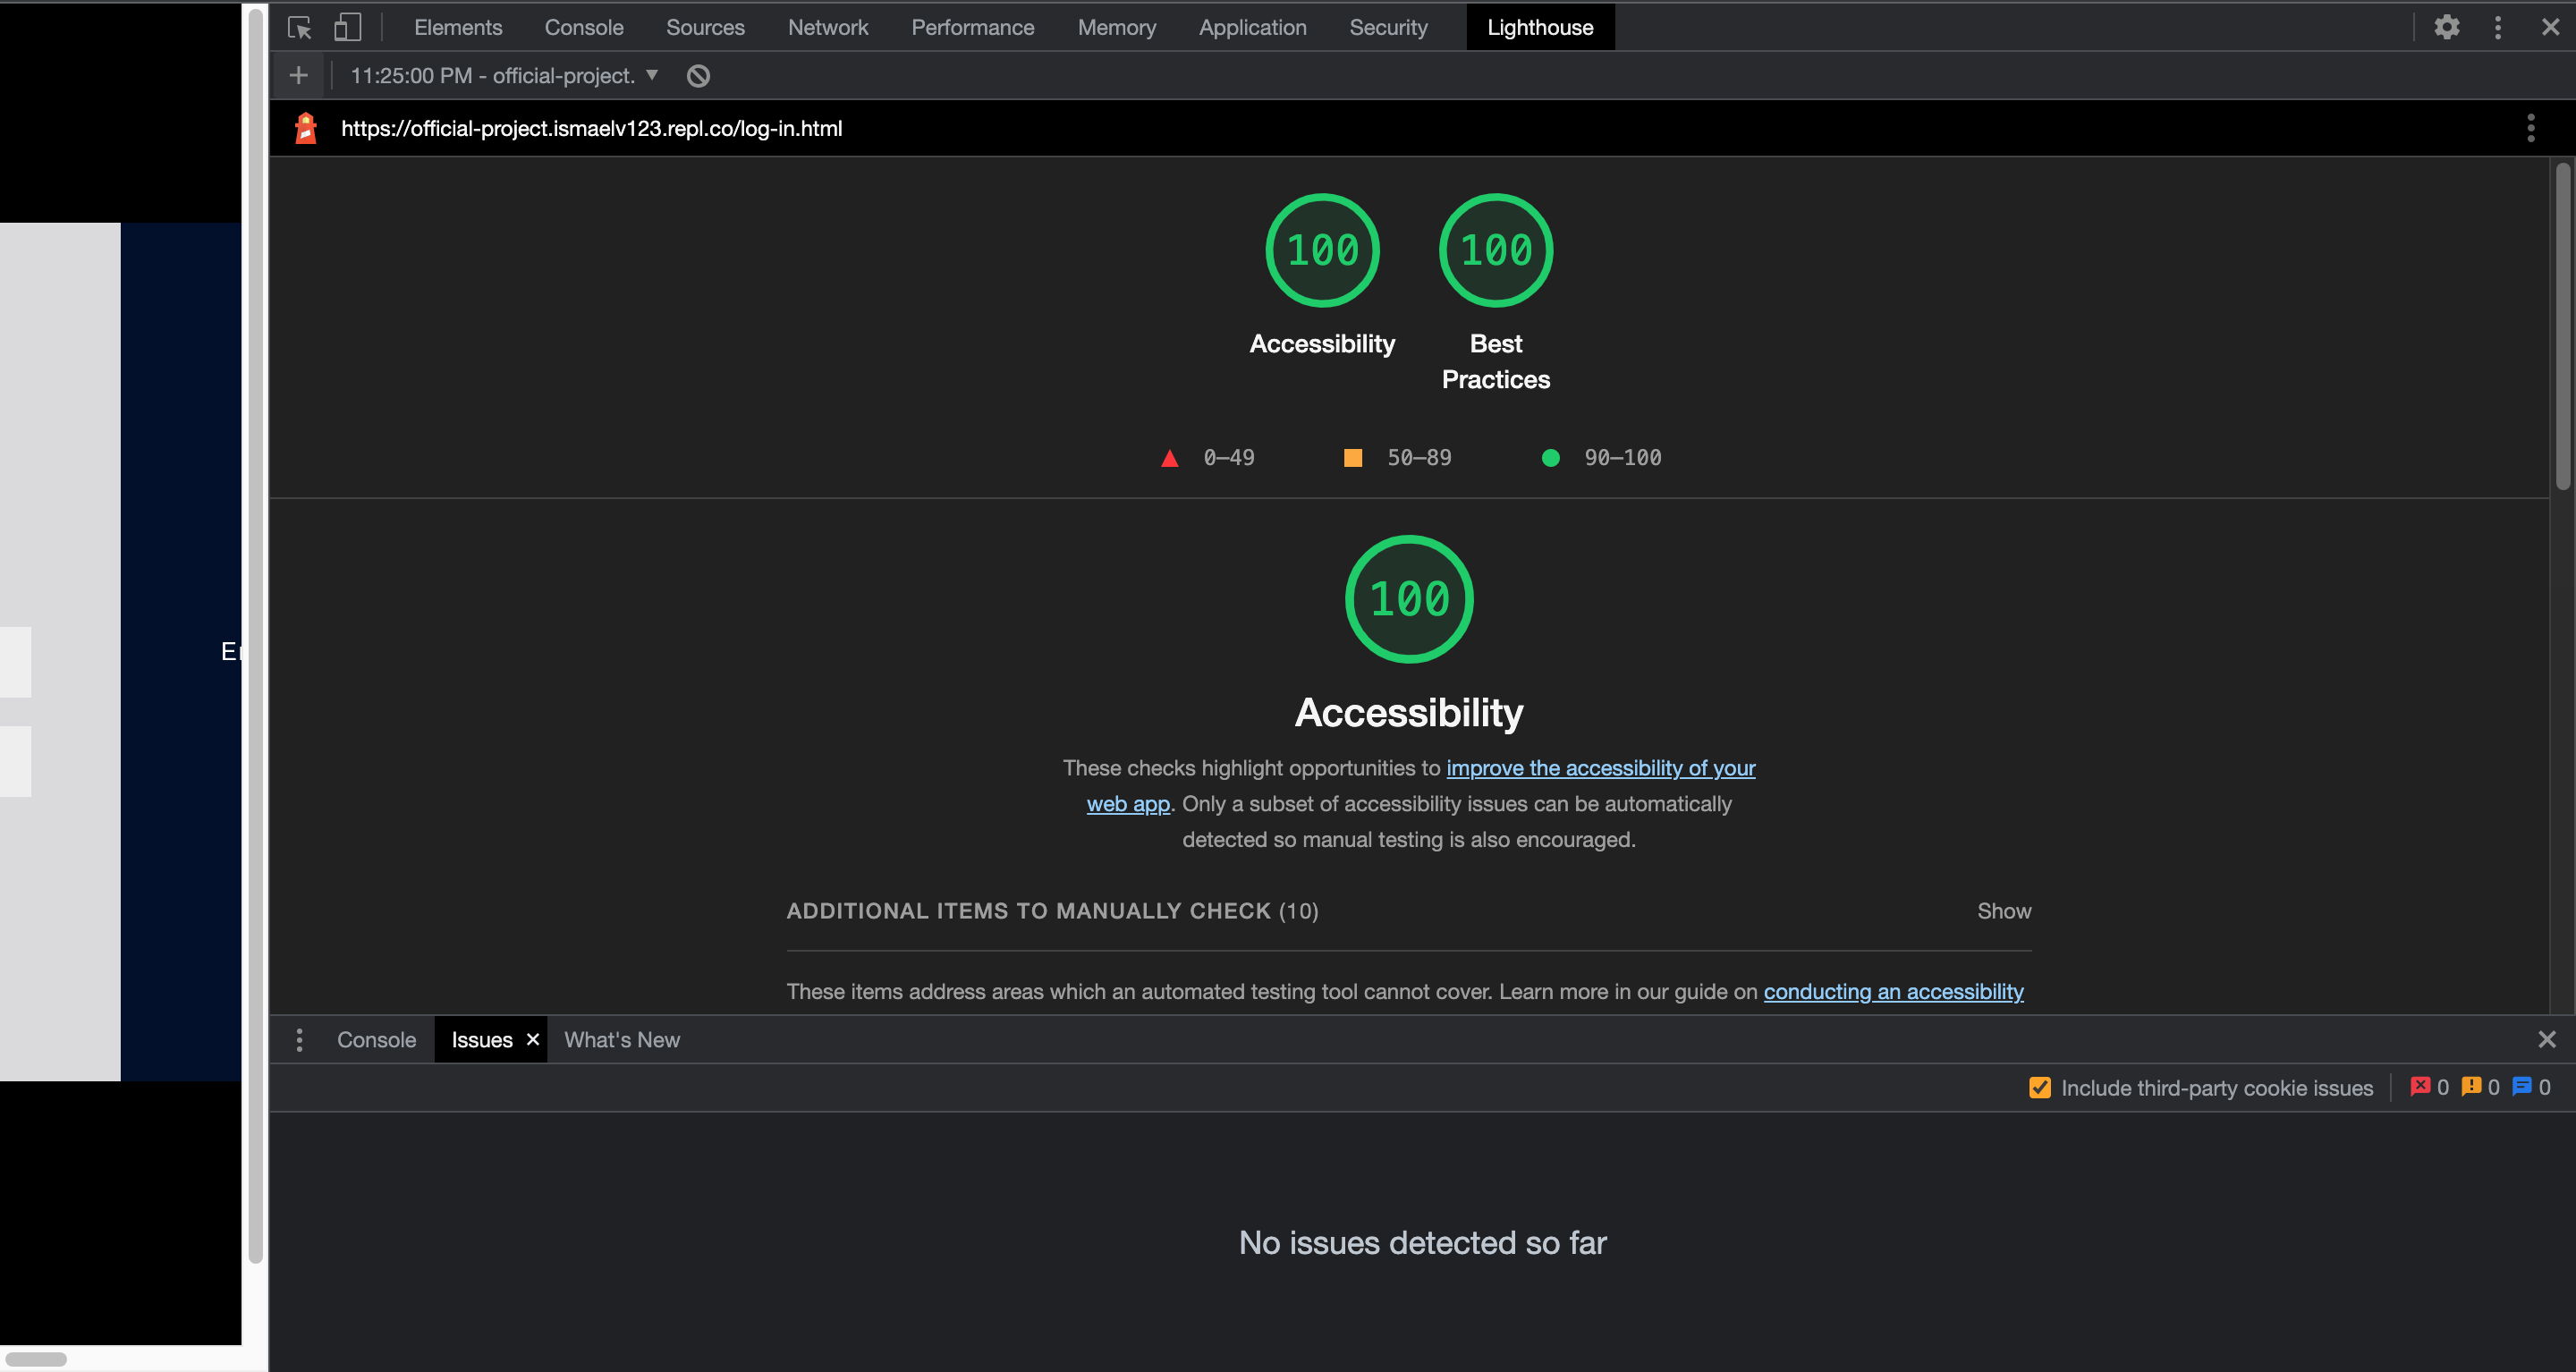 Elements Console Sources Network Performance Memory Application Security Lighthouse
11:25:00 PM - official-project.
https://official-project.ismaelv123.repl.co/log-in.html
100 100
Accessibility Best
Practices
0–49 50–89 90–100
100
Accessibility
These checks highlight opportunities to improve the accessibility of your
web app. Only a subset of accessibility issues can be automatically
detected so manual testing is also encouraged.
ADDITIONAL ITEMS TO MANUALLY CHECK (10) Show
These items address areas which an automated testing tool cannot cover. Learn more in our guide on conducting an accessibility
Console Issues What's New
Include third-party cookie issues 0 0 0
No issues detected so far